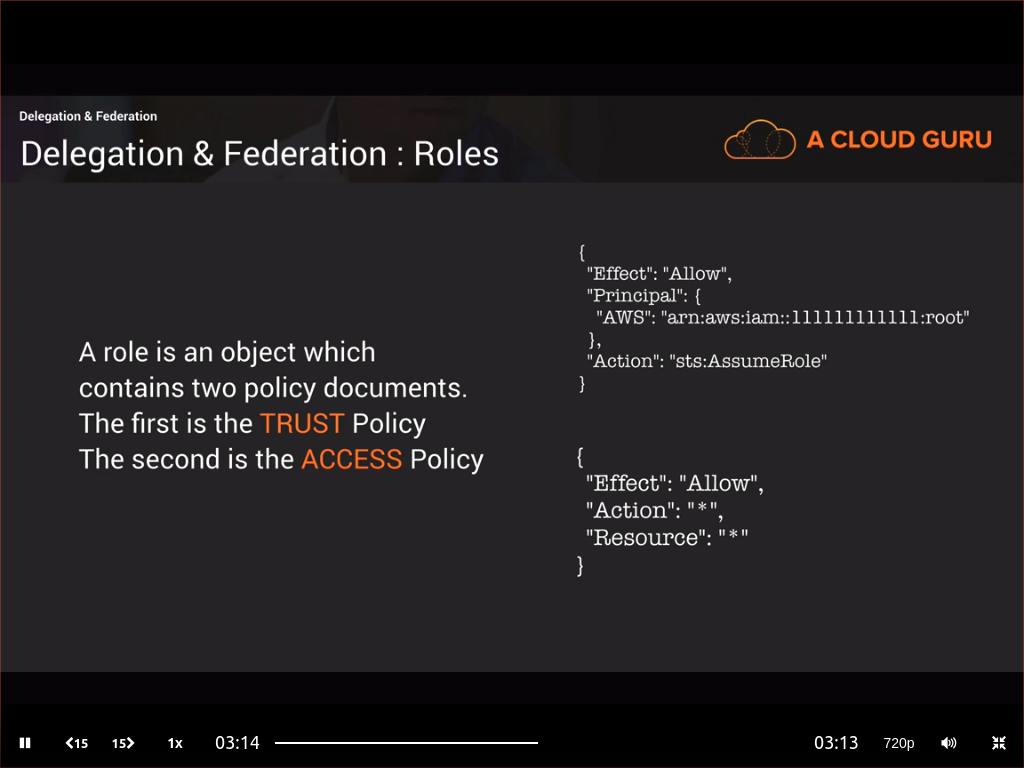 Delegation & Federation
Delegation & Federation : Roles
A CLOUD GURU
A role is an object which
contains two policy documents.
The first is the TRUST Policy
The second is the ACCESS Policy
{
"Effect": "Allow",
"Principal": {
"AWS": "arn:aws:iam::111111111111:root"
},
"Action": "sts:AssumeRole"
}
{
"Effect": "Allow",
"Action": "*",
"Resource": "*"
}
15 15 1x 03:14 03:13 720p